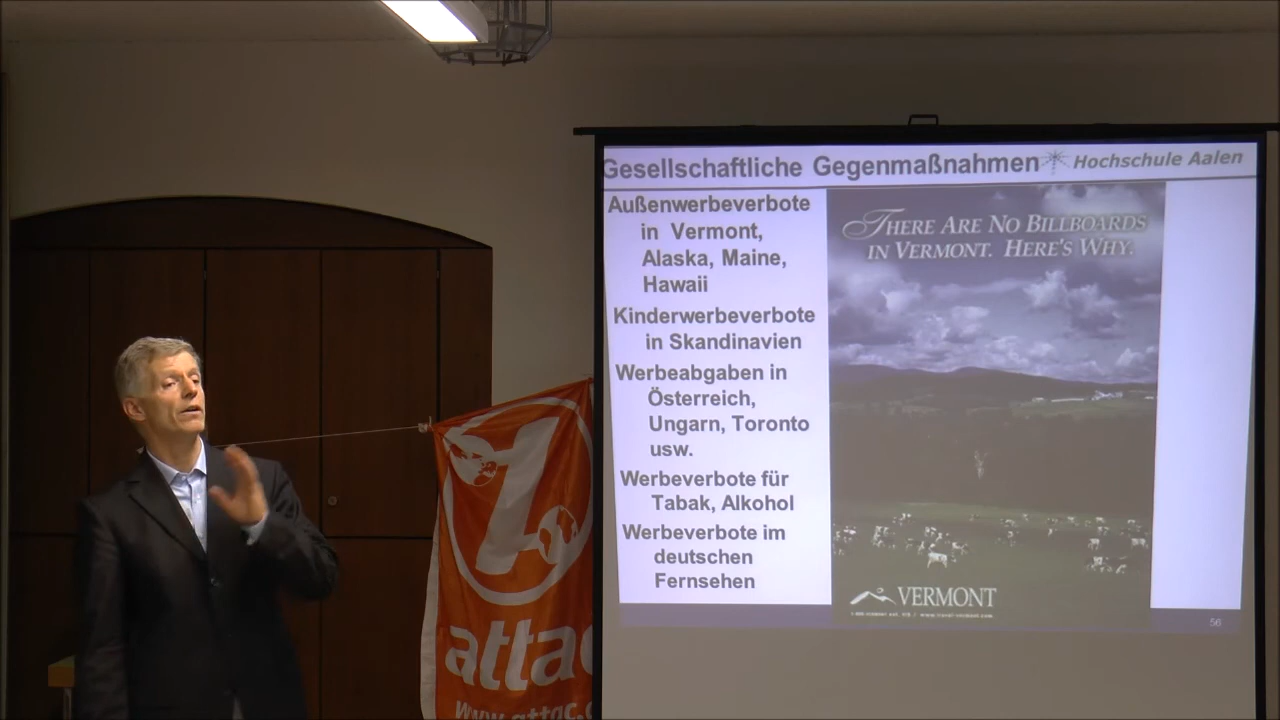 Gesellschaftliche Gegenmaßnahmen
Hochschule Aalen
Außenwerbeverbote
in Vermont,
Alaska, Maine,
Hawaii
Kinderwerbeverbote
in Skandinavien
Werbeabgaben in
Österreich,
Ungarn, Toronto
usw.
Werbeverbote für
Tabak, Alkohol
Werbeverbote im
deutschen
Fernsehen
THERE ARE NO BILLBOARDS
IN VERMONT. HERE'S WHY.
VERMONT
56
attac